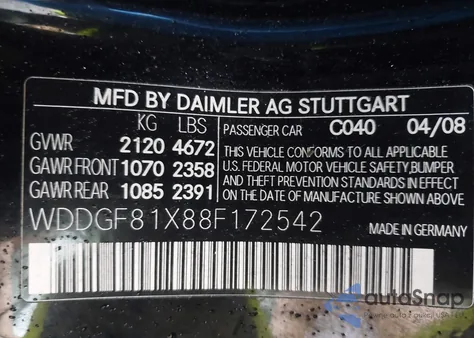 MFD BY DAIMLER AG STUTTGART
KG LBS
GVWR 2120 4672
GAWR FRONT 1070 2358
GAWR REAR 1085 2391
PASSENGER CAR C040 04/08
THIS VEHICLE CONFORMS TO ALL APPLICABLE
U.S. FEDERAL MOTOR VEHICLE SAFETY, BUMPER
AND THEFT PREVENTION STANDARDS IN EFFECT
ON THE DATE OF MANUFACTURE SHOWN ABOVE
WDDGF81X88F172542
MADE IN GERMANY
autoSnap